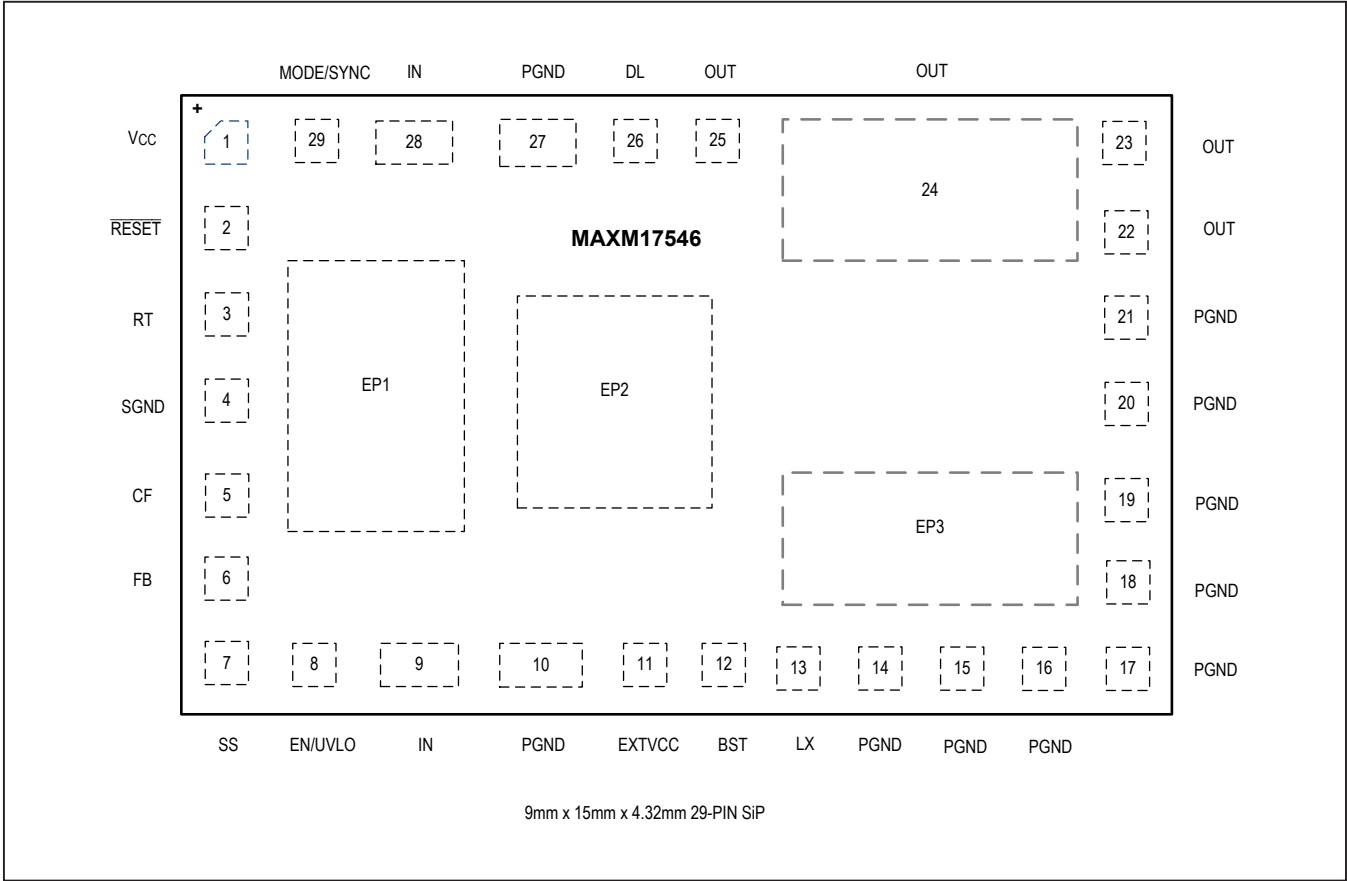 MODE/SYNC IN PGND DL OUT OUT
+
VCC 1 29 28 27 26 25 24 23 OUT
RESET 2 MAXM17546 22 OUT
RT 3 21 PGND
EP1 EP2
SGND 4 20 PGND
CF 5 EP3 19 PGND
FB 6 18 PGND
7 8 9 10 11 12 13 14 15 16 17 PGND
SS EN/UVLO IN PGND EXTVCC BST LX PGND PGND PGND
9mm x 15mm x 4.32mm 29-PIN SiP